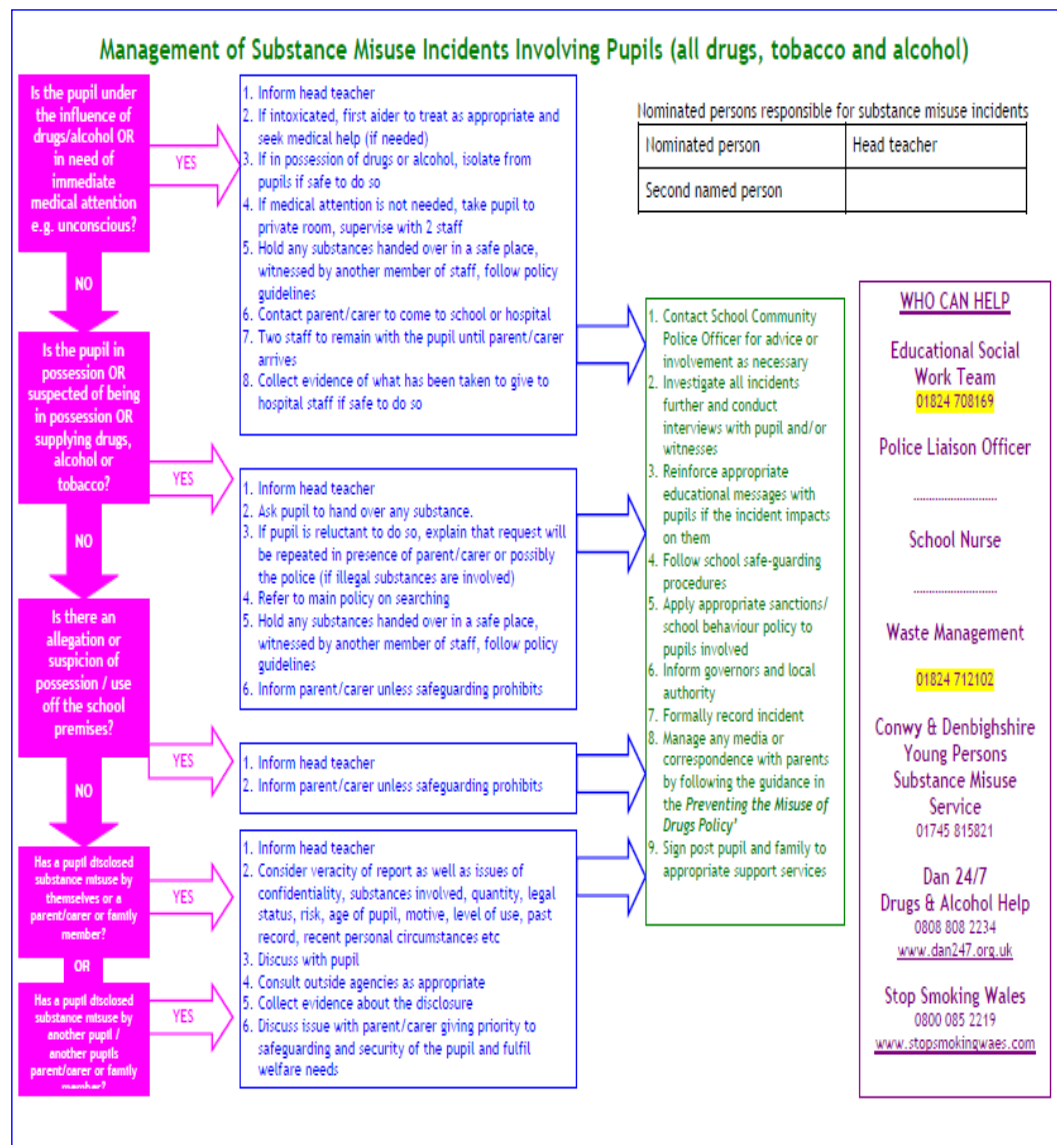 Management of Substance Misuse Incidents Involving Pupils (all drugs, tobacco and alcohol)
Is the pupil under
the influence of
drugs/alcohol OR
in need of
immediate
medical attention
e.g. unconscious?
YES
1. Inform head teacher
2. If intoxicated, first aider to treat as appropriate and
seek medical help (if needed)
3. If in possession of drugs or alcohol, isolate from
pupils if safe to do so
4. If medical attention is not needed, take pupil to
private room, supervise with 2 staff
5. Hold any substances handed over in a safe place,
witnessed by another member of staff, follow policy
guidelines
6. Contact parent/carer to come to school or hospital
7. Two staff to remain with the pupil until parent/carer
arrives
8. Collect evidence of what has been taken to give to
hospital staff if safe to do so
Nominated persons responsible for substance misuse incidents
Nominated person Head teacher
Second named person
NO
Is the pupil in
possession OR
suspected of being
in possession OR
supplying drugs,
alcohol or
tobacco?
YES
1. Inform head teacher
2. Ask pupil to hand over any substance.
3. If pupil is reluctant to do so, explain that request will
be repeated in presence of parent/carer or possibly
the police (if illegal substances are involved)
4. Refer to main policy on searching
5. Hold any substances handed over in a safe place,
witnessed by another member of staff, follow policy
guidelines
6. Inform parent/carer unless safeguarding prohibits
NO
Is there an
allegation or
suspicion of
possession / use
off the school
premises?
YES
1. Inform head teacher
2. Inform parent/carer unless safeguarding prohibits
NO
Has a pupil disclosed
substance misuse by
themselves or a
parent/carer or family
member?
YES
OR
Has a pupil disclosed
substance misuse by
another pupil /
another pupils
parent/carer or family
member?
YES
1. Inform head teacher
2. Consider veracity of report as well as issues of
confidentiality, substances involved, quantity, legal
status, risk, age of pupil, motive, level of use, past
record, recent personal circumstances etc
3. Discuss with pupil
4. Consult outside agencies as appropriate
5. Collect evidence about the disclosure
6. Discuss issue with parent/carer giving priority to
safeguarding and security of the pupil and fulfil
welfare needs
1. Contact School Community
Police Officer for advice or
involvement as necessary
2. Investigate all incidents
further and conduct
interviews with pupil and/or
witnesses
3. Reinforce appropriate
educational messages with
pupils if the incident impacts
on them
4. Follow school safe-guarding
procedures
5. Apply appropriate sanctions/
school behaviour policy to
pupils involved
6. Inform governors and local
authority
7. Formally record incident
8. Manage any media or
correspondence with parents
by following the guidance in
the Preventing the Misuse of
Drugs Policy'
9. Sign post pupil and family to
appropriate support services
WHO CAN HELP
Educational Social
Work Team
01824 708169
Police Liaison Officer
............................
School Nurse
............................
Waste Management
01824 712102
Conwy & Denbighshire
Young Persons
Substance Misuse
Service
01745 815821
Dan 24/7
Drugs & Alcohol Help
0808 808 2234
www.dan247.org.uk
Stop Smoking Wales
0800 085 2219
www.stopsmokingwaes.com